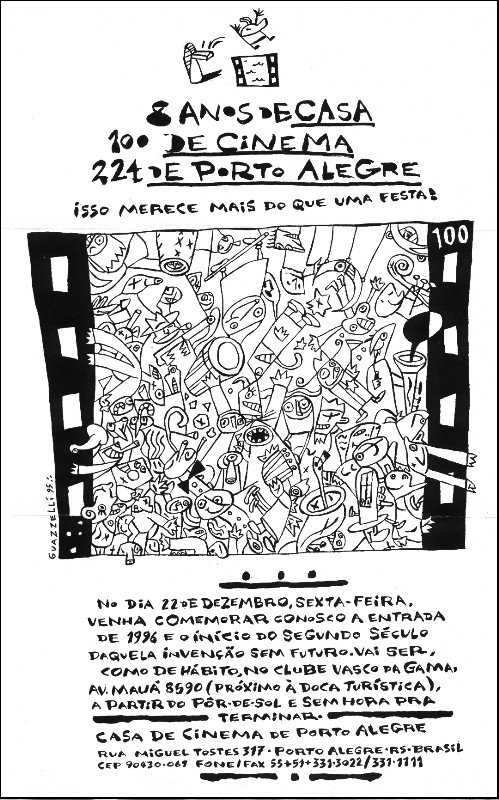 8 ANOS DE CASA
100 DE CINEMA
224 DE PORTO ALEGRE
ISSO MERECE MAIS DO QUE UMA FESTA!
100
GUAZZELLI 95
NO DIA 22 DE DEZEMBRO, SEXTA-FEIRA,
VENHA COMEMORAR CONOSCO A ENTRADA
DE 1996 E O INÍCIO DO SEGUNDO SÉCULO
DAQUELA INVENÇÃO SEM FUTURO. VAI SER,
COMO DE HÁBITO, NO CLUBE VASCO DA GAMA,
AV. MAUÁ 8590 (PRÓXIMO À DOCA TURÍSTICA),
A PARTIR DO PÔR-DE-SOL E SEM HORA PRA
TERMINAR.
CASA DE CINEMA DE PORTO ALEGRE
RUA MIGUEL TOSTES 317 · PORTO ALEGRE · RS · BRASIL
CEP 90430-061 FONE/FAX 55+51+331.3022/331.1111